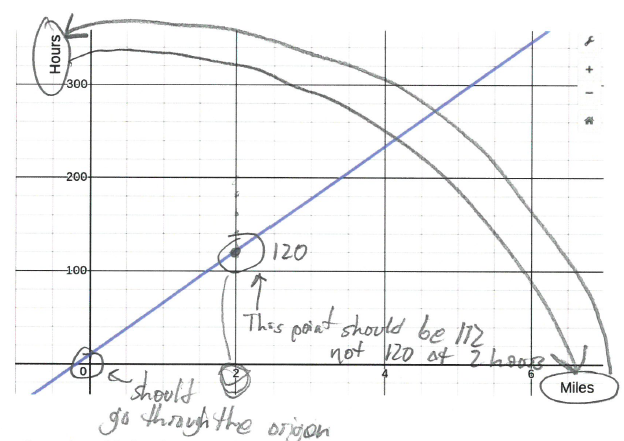 Hours
300
200
120
100
This point should be 112
not 120 at 2 hours
0
2
4
6
Miles
should
go through the origen